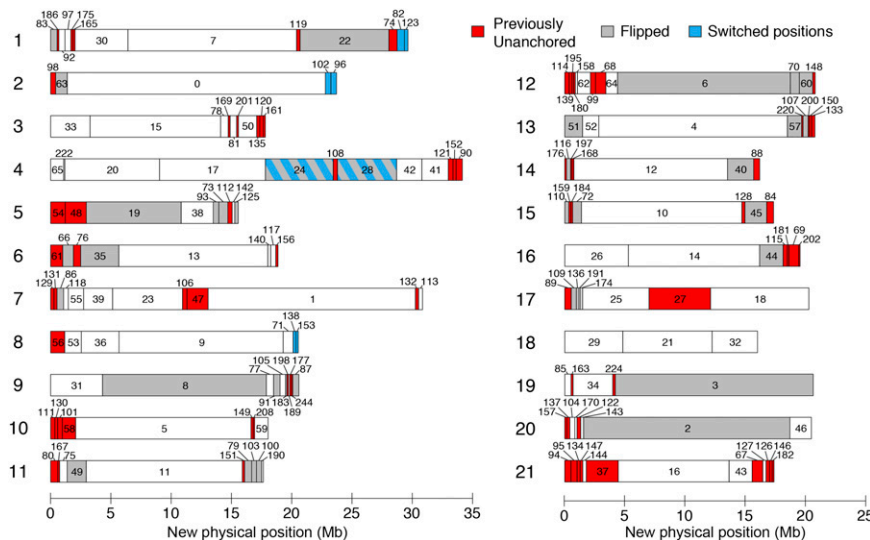 Previously Unanchored
Flipped
Switched positions
186 97 175
83 165 119 74 82 123
1 30 7 22
92
98 102 96
2 63 0
169 201 120
78 161
3 33 15 50
81 135
222 108 152
121 90
4 65 20 17 24 28 42 41
73 112 142
93 125
5 54 48 19 38
66 76 117
140 156
6 61 35 13
131 86
129 118 106 132 113
7 55 39 23 47 1
138
71 153
8 56 53 36 9
105 198 177
77 87
9 31 8
91 183 244
189
130
111 101 149 208
10 58 5 59
167 79 103 100
80 75 151 190
11 49 11
0 5 10 15 20 25 30 35
New physical position (Mb)
195
114 158 68 70 148
12 62 64 6 60
139 99
180
107 200 150
220 133
13 51 52 4 57
116 197
176 168 88
14 12 40
159 184
110 72 128 84
15 10 45
181 69
115 202
16 26 14 44
109 136 191
89 174
17 25 27 18
18 29 21 32
85 163 224
19 34 3
137 104 170 122
157 143
20 2 46
95 134 147 127 126 146
94 144 67 182
21 37 16 43
0 5 10 15 20 25
New physical position (Mb)